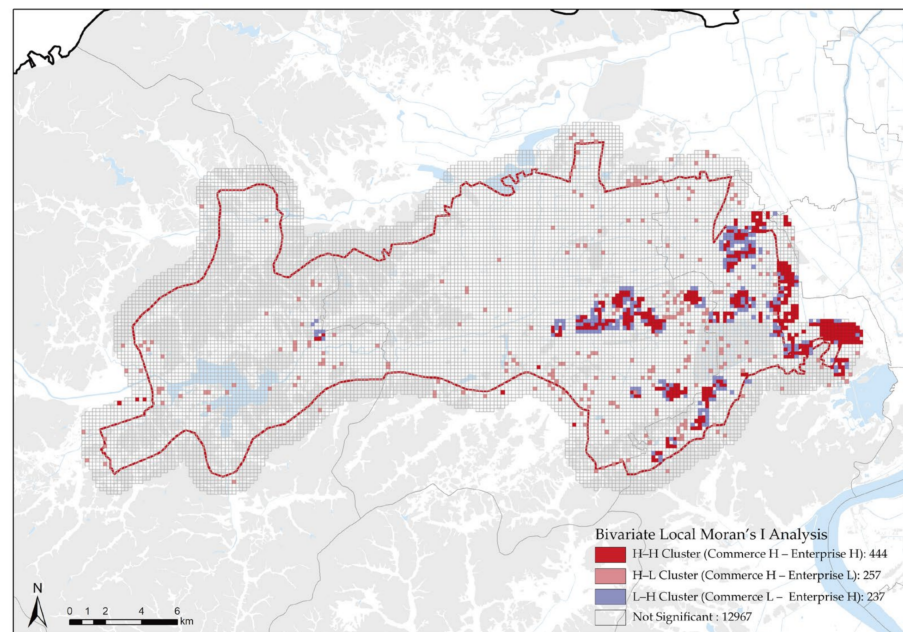 Bivariate Local Moran's I Analysis
H–H Cluster (Commerce H – Enterprise H): 444
H–L Cluster (Commerce H – Enterprise L): 257
L–H Cluster (Commerce L – Enterprise H): 237
Not Significant : 12967
N
0 1 2 4 6
km